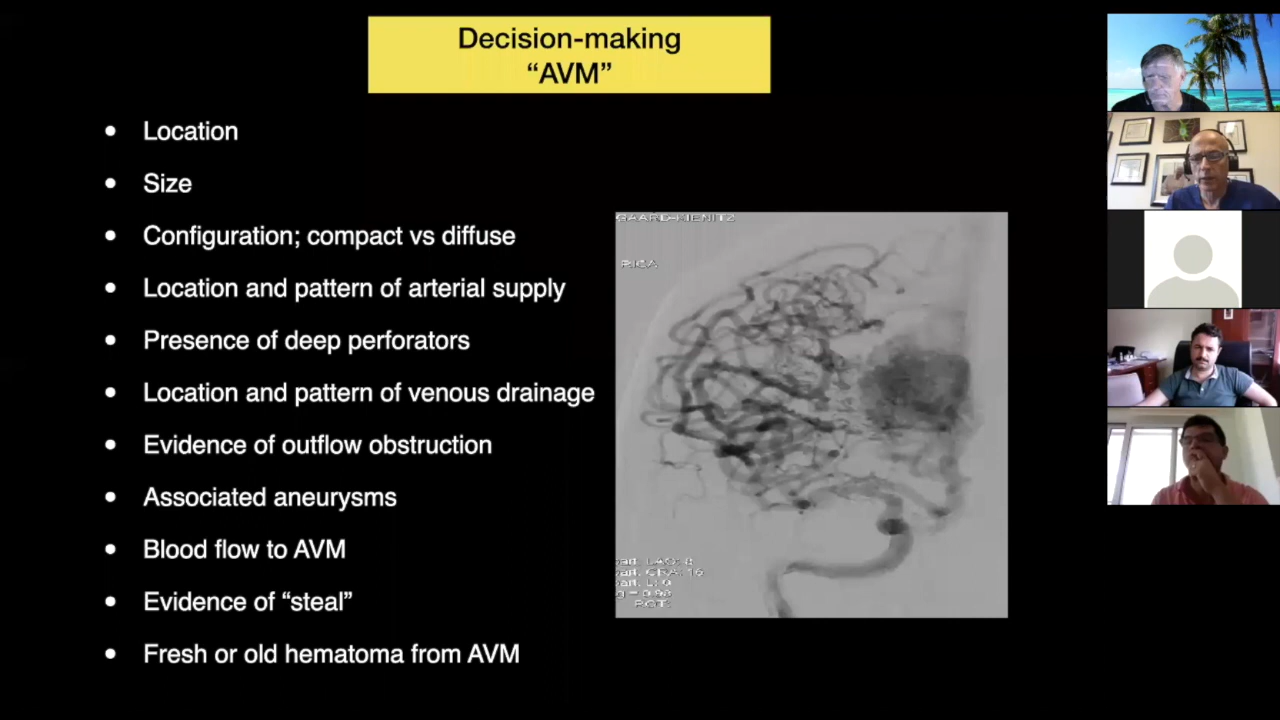 Decision-making
“AVM”
• Location
• Size
• Configuration; compact vs diffuse
• Location and pattern of arterial supply
• Presence of deep perforators
• Location and pattern of venous drainage
• Evidence of outflow obstruction
• Associated aneurysms
• Blood flow to AVM
• Evidence of “steal”
• Fresh or old hematoma from AVM
RICA